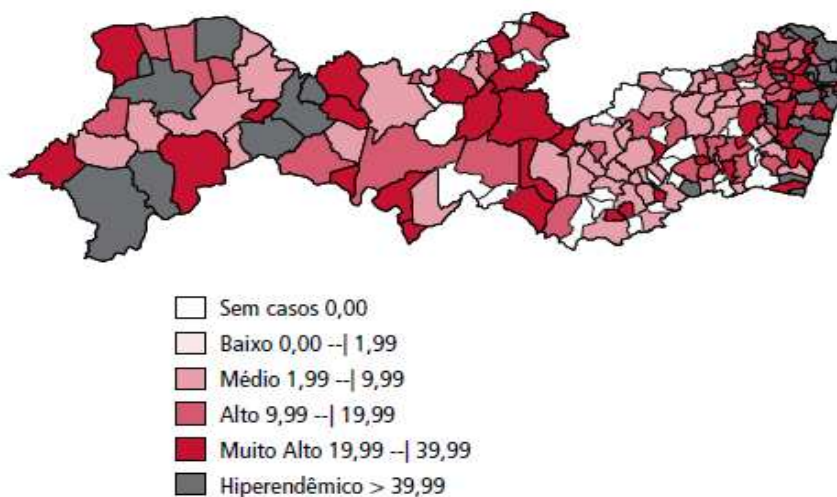 Sem casos 0,00
Baixo 0,00 --| 1,99
Médio 1,99 --| 9,99
Alto 9,99 --| 19,99
Muito Alto 19,99 --| 39,99
Hiperendêmico > 39,99